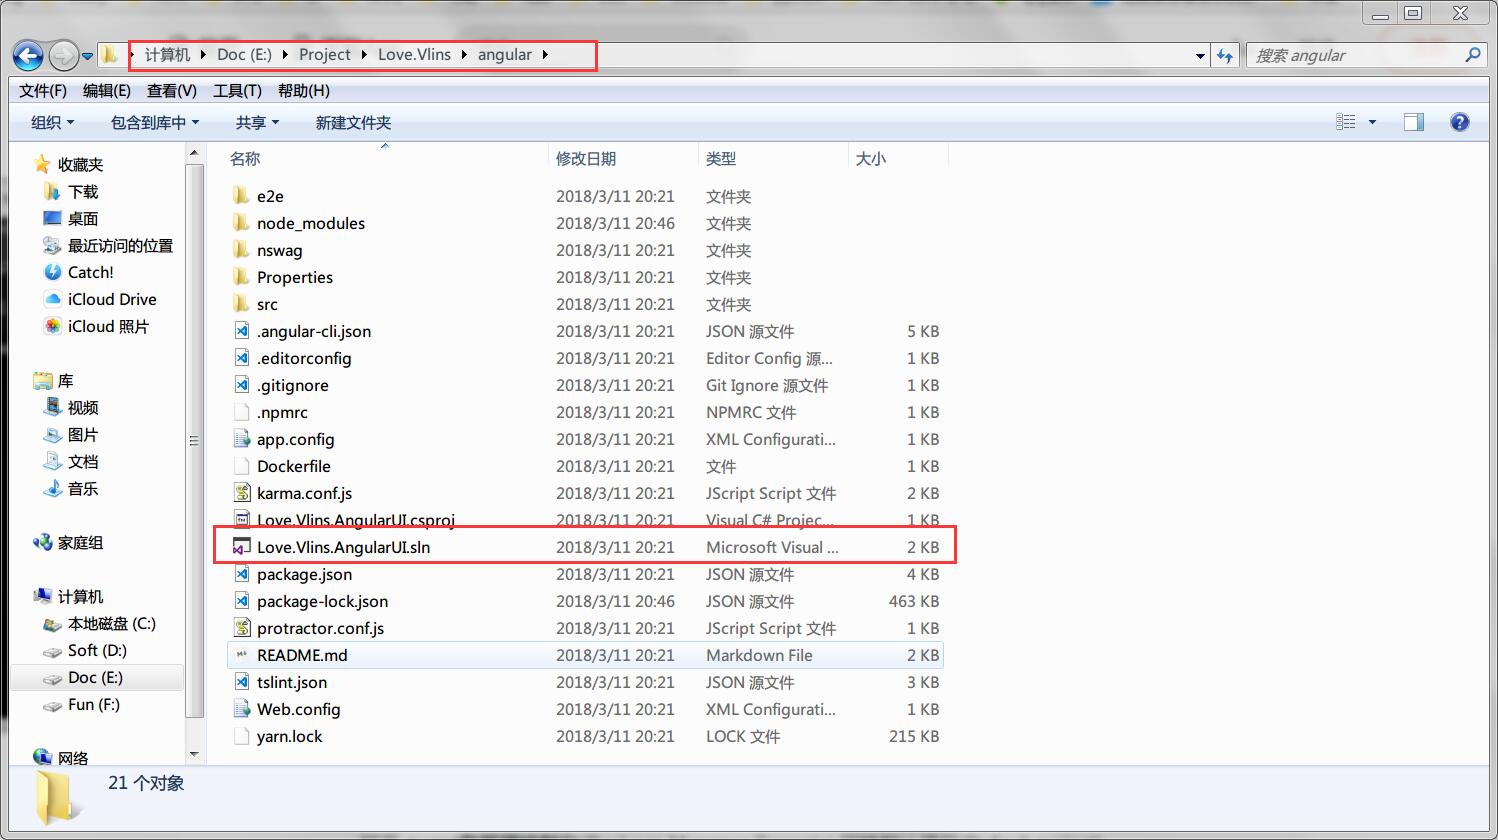 计算机 Doc (E:) Project Love.Vlins angular
搜索 angular
文件(F) 编辑(E) 查看(V) 工具(T) 帮助(H)
组织 包含到库中 共享 新建文件夹
收藏夹
下载
桌面
最近访问的位置
Catch!
iCloud Drive
iCloud 照片
库
视频
图片
文档
音乐
家庭组
计算机
本地磁盘 (C:)
Soft (D:)
Doc (E:)
Fun (F:)
网络
名称 修改日期 类型 大小
e2e 2018/3/11 20:21 文件夹
node_modules 2018/3/11 20:46 文件夹
nswag 2018/3/11 20:21 文件夹
Properties 2018/3/11 20:21 文件夹
src 2018/3/11 20:21 文件夹
.angular-cli.json 2018/3/11 20:21 JSON 源文件 5 KB
.editorconfig 2018/3/11 20:21 Editor Config 源... 1 KB
.gitignore 2018/3/11 20:21 Git Ignore 源文件 1 KB
.npmrc 2018/3/11 20:21 NPMRC 文件 1 KB
app.config 2018/3/11 20:21 XML Configurati... 1 KB
Dockerfile 2018/3/11 20:21 文件 1 KB
karma.conf.js 2018/3/11 20:21 JScript Script 文件 2 KB
Love.Vlins.AngularUI.csproj 2018/3/11 20:21 Visual C# Projec... 1 KB
Love.Vlins.AngularUI.sln 2018/3/11 20:21 Microsoft Visual ... 2 KB
package.json 2018/3/11 20:21 JSON 源文件 4 KB
package-lock.json 2018/3/11 20:46 JSON 源文件 463 KB
protractor.conf.js 2018/3/11 20:21 JScript Script 文件 1 KB
README.md 2018/3/11 20:21 Markdown File 2 KB
tslint.json 2018/3/11 20:21 JSON 源文件 3 KB
Web.config 2018/3/11 20:21 XML Configurati... 1 KB
yarn.lock 2018/3/11 20:21 LOCK 文件 215 KB
21 个对象